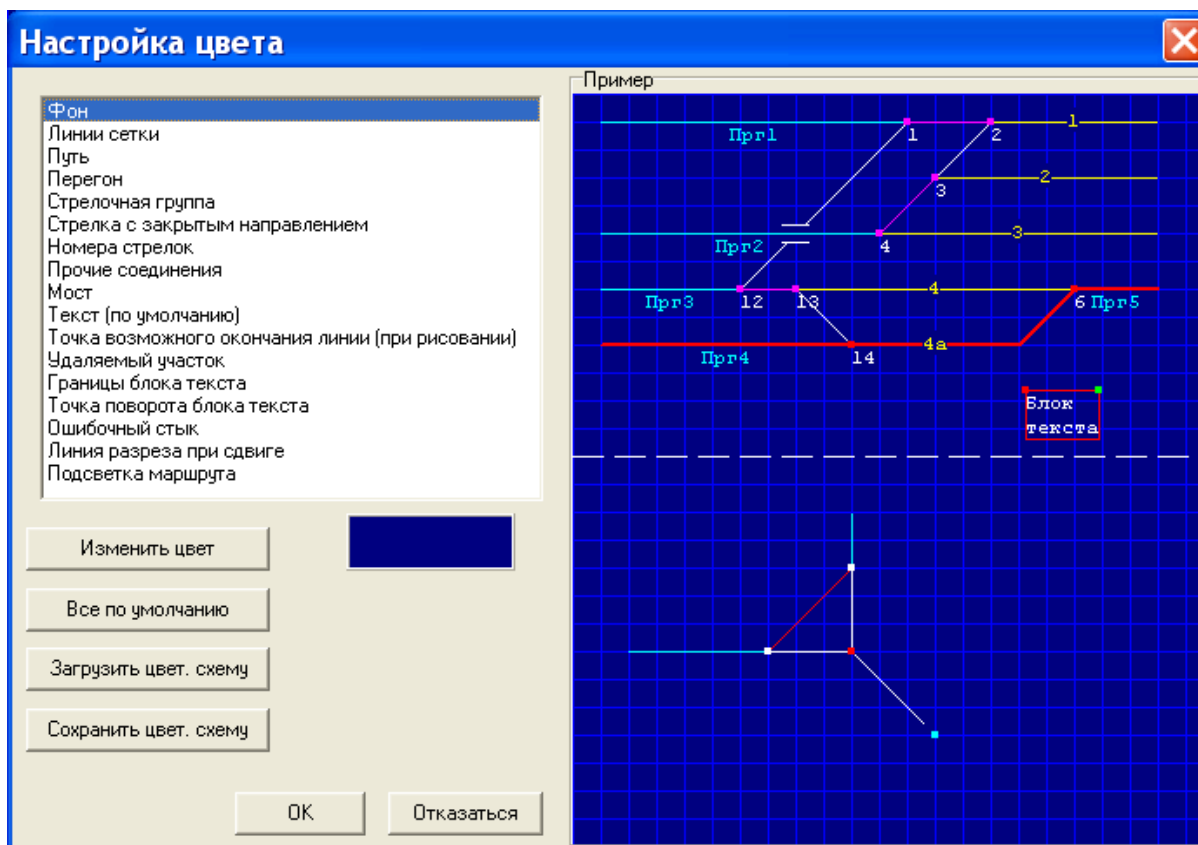 Настройка цвета
Фон
Линии сетки
Путь
Перегон
Стрелочная группа
Стрелка с закрытым направлением
Номера стрелок
Прочие соединения
Мост
Текст (по умолчанию)
Точка возможного окончания линии (при рисовании)
Удаляемый участок
Границы блока текста
Точка поворота блока текста
Ошибочный стык
Линия разреза при сдвиге
Подсветка маршрута
Изменить цвет
Все по умолчанию
Загрузить цвет. схему
Сохранить цвет. схему
OK
Отказаться
Пример
Прг1
1
2
1
3
2
Прг2
4
3
Прг3
12
13
4
6
Прг5
Прг4
14
4а
Блок
текста